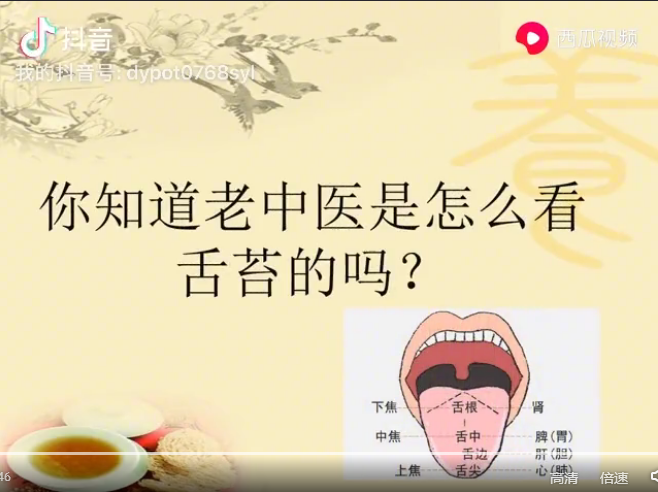 抖音
西瓜视频
我的抖音号: dypot0768syl
養
你知道老中医是怎么看
舌苔的吗？
下焦 舌根 肾
中焦 舌中 脾(胃)
舌边 肝(胆)
上焦 舌尖 心(肺)
46 高清 倍速